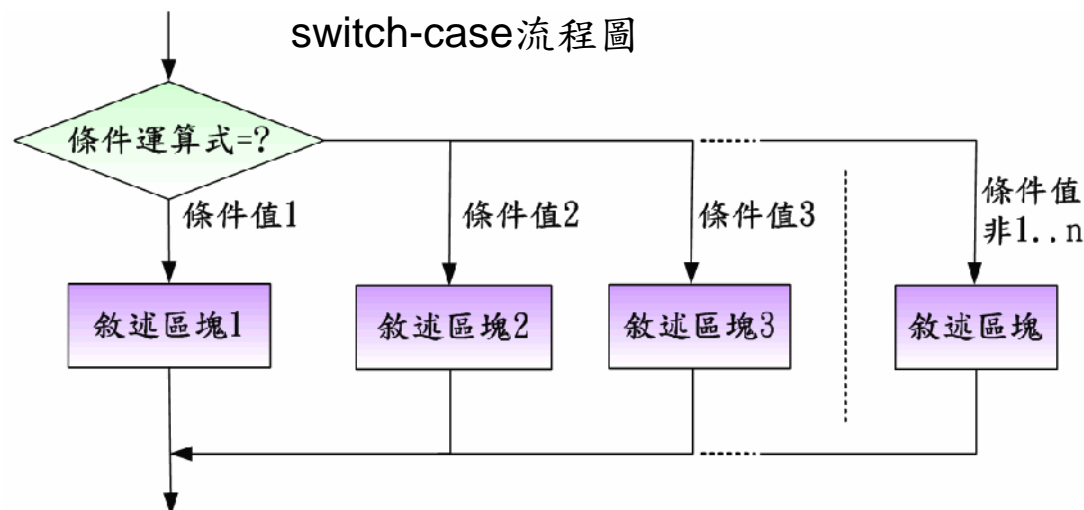 switch-case流程圖
條件運算式=?
條件值1
條件值2
條件值3
條件值
非1..n
敘述區塊1
敘述區塊2
敘述區塊3
敘述區塊